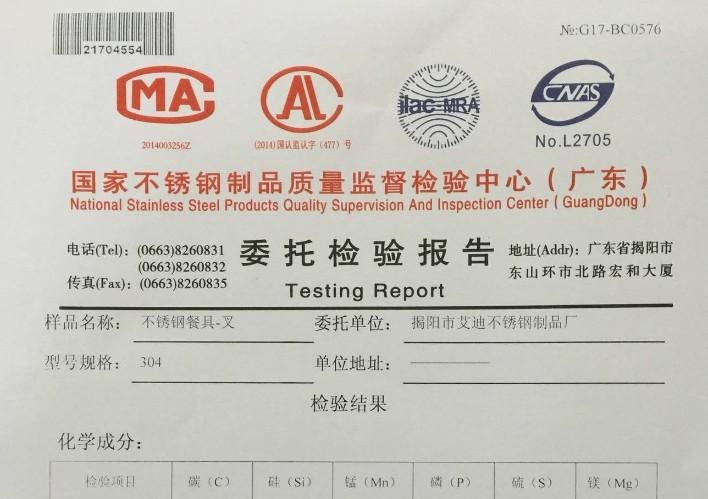 21704554
№:G17-BC0576
CMA
CAL
ilac-MRA
CNAS
2014003256Z
(2014)国认监认字（477）号
No.L2705
国家不锈钢制品质量监督检验中心（广东）
National Stainless Steel Products Quality Supervision And Inspection Center（GuangDong）
电话(Tel)： (0663)8260831
(0663)8260832
传真(Fax)： (0663)8260835
委托检验报告
Testing Report
地址(Addr)：广东省揭阳市
东山环市北路宏和大厦
样品名称： 不锈钢餐具-叉 委托单位： 揭阳市艾迪不锈钢制品厂
型号规格： 304 单位地址： ————
检验结果
化学成分：
检验项目 碳（C） 硅（Si） 锰（Mn） 磷（P） 硫（S） 镁（Mg）